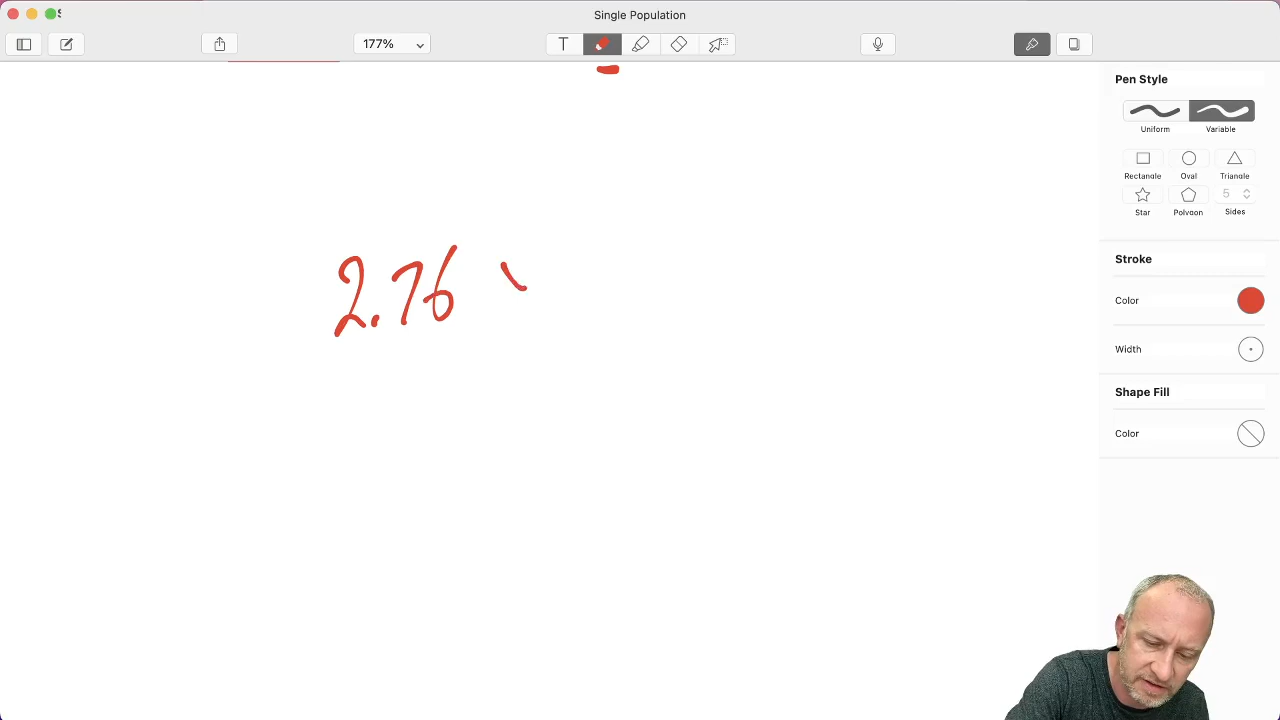 Single Population
177%
T
Pen Style
Uniform Variable
Rectangle Oval Triangle
5
Star Polygon Sides
Stroke
Color
Width
2.76
Shape Fill
Color